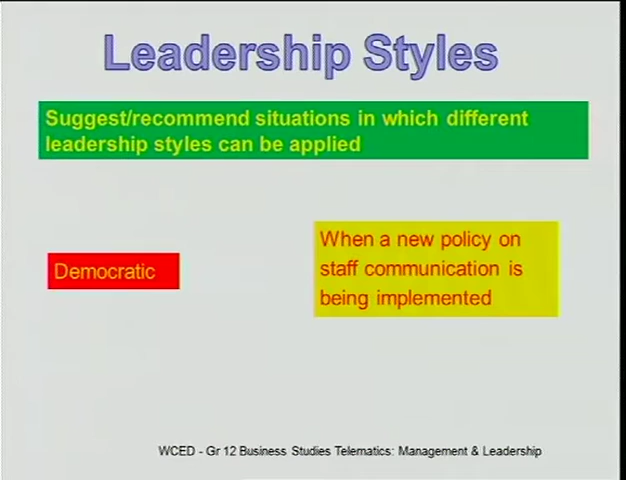 Leadership Styles
Suggest/recommend situations in which different
leadership styles can be applied
Democratic
When a new policy on
staff communication is
being implemented
WCED - Gr 12 Business Studies Telematics: Management & Leadership